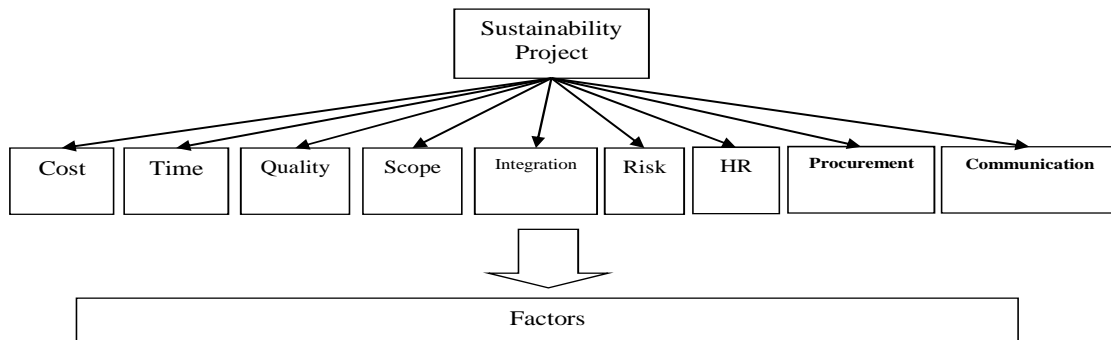 Sustainability
Project
Cost
Time
Quality
Scope
Integration
Risk
HR
Procurement
Communication
Factors